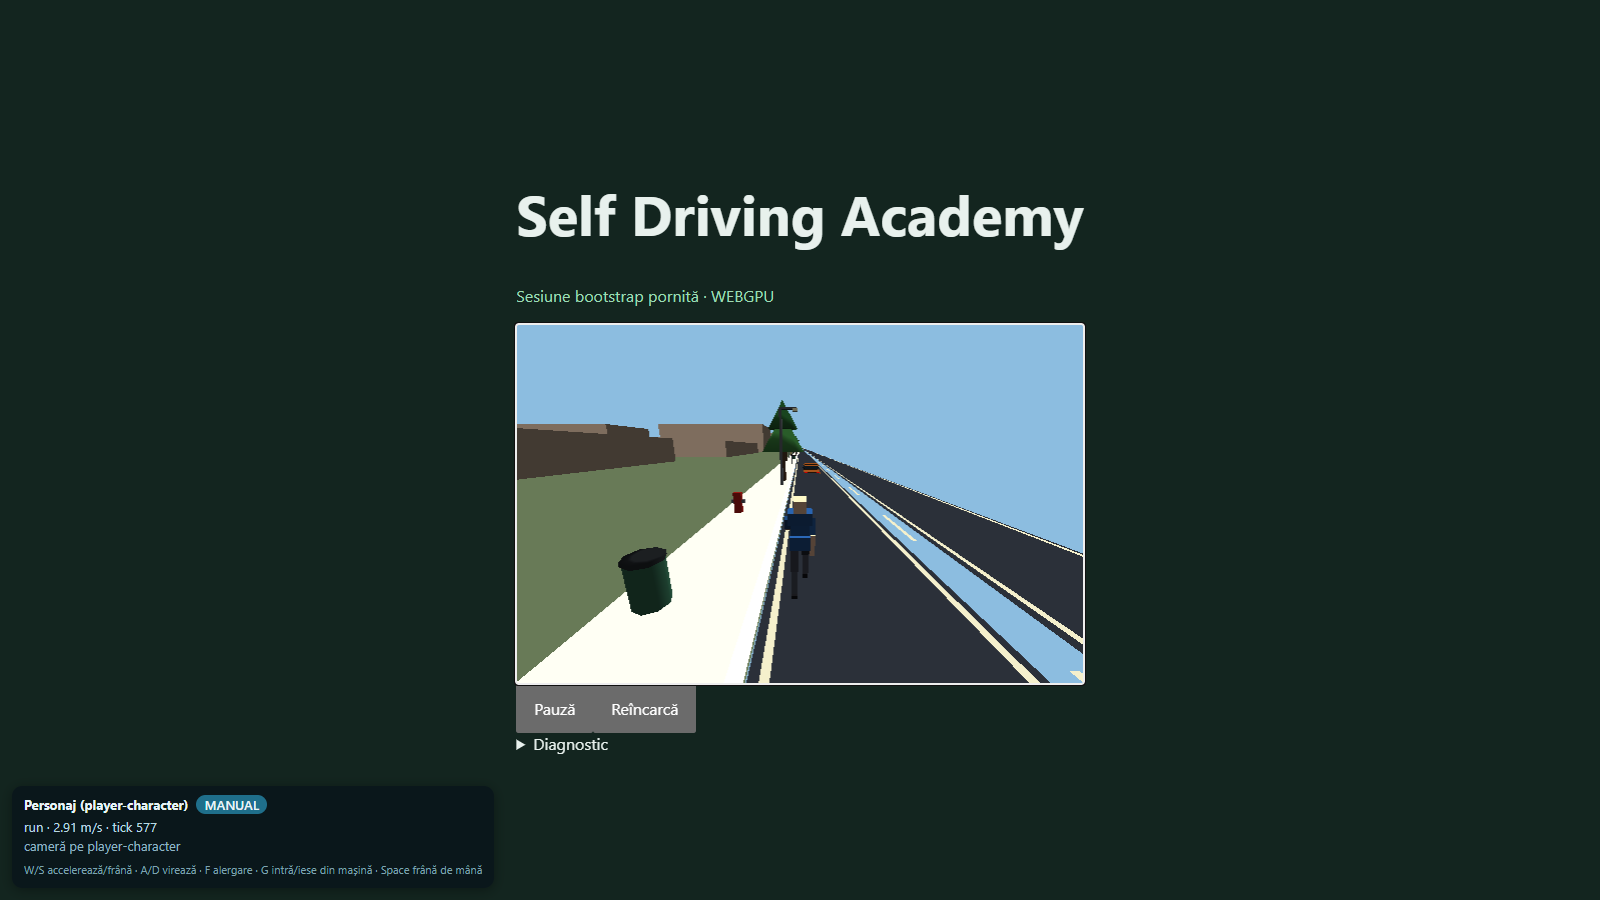 Self Driving Academy
Sesiune bootstrap pornită · WEBGPU
Pauză
Reîncarcă
▶ Diagnostic
Personaj (player-character) MANUAL
run · 2.91 m/s · tick 577
cameră pe player-character
W/S accelerează/frână · A/D virează · F alergare · G intră/iese din mașină · Space frână de mână